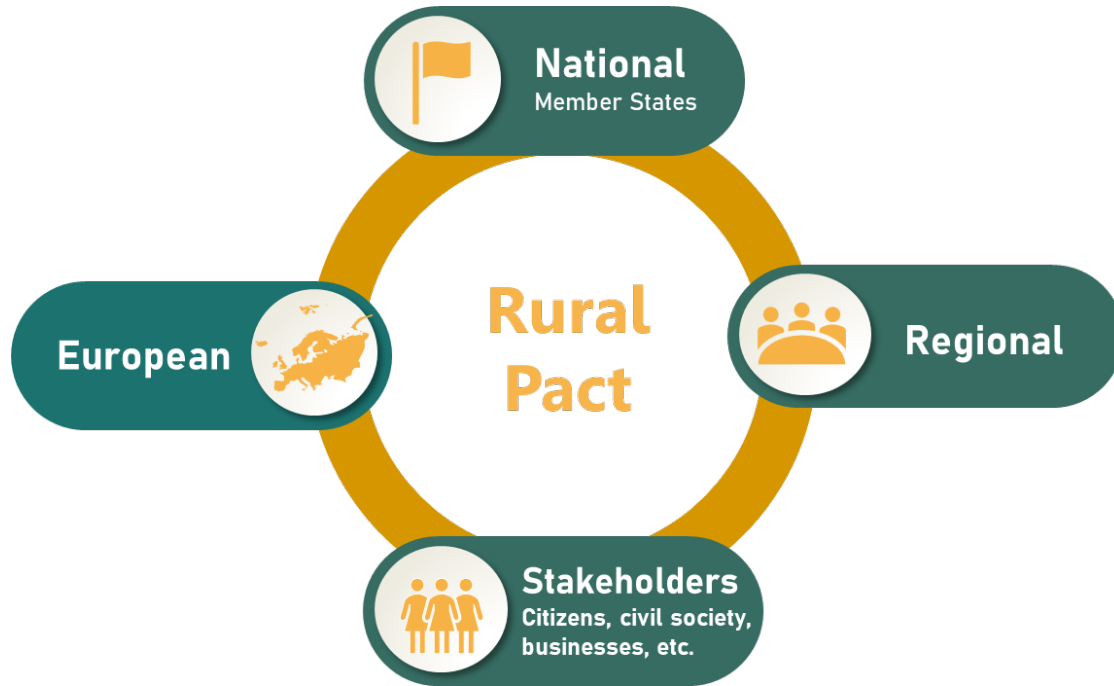 National
Member States
European
Rural
Pact
Regional
Stakeholders
Citizens, civil society,
businesses, etc.